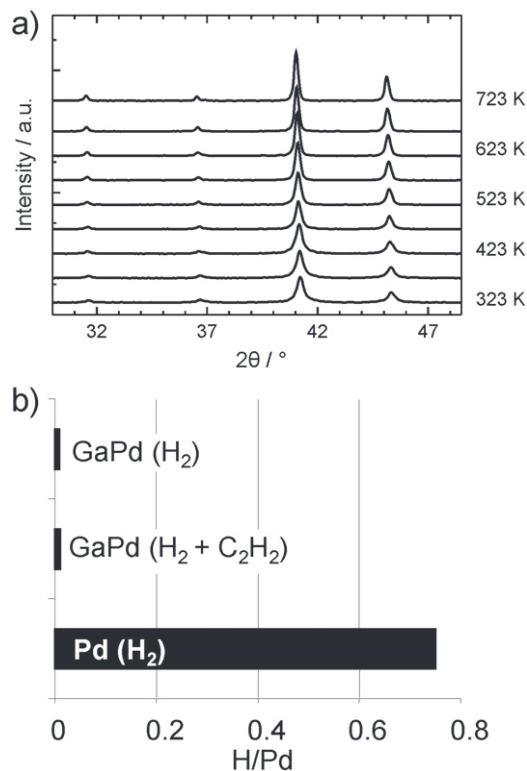 a)
Intensity / a.u.
723 K
623 K
523 K
423 K
323 K
32 37 42 47
2θ / °
b)
GaPd (H₂)
GaPd (H₂ + C₂H₂)
Pd (H₂)
0 0.2 0.4 0.6 0.8
H/Pd